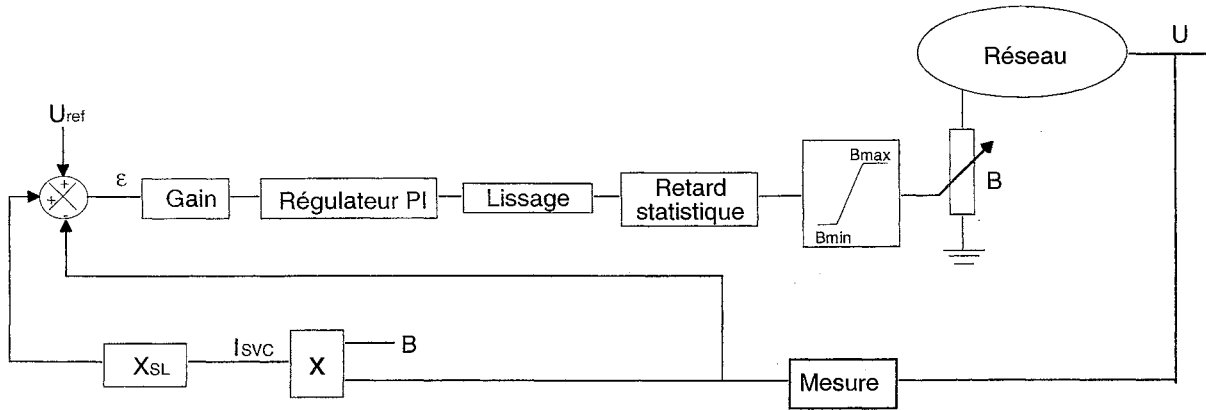 Réseau
U
Uref
+
+
-
ε
Gain
Régulateur PI
Lissage
Retard
statistique
Bmax
Bmin
B
XSL
ISVC
X
B
Mesure